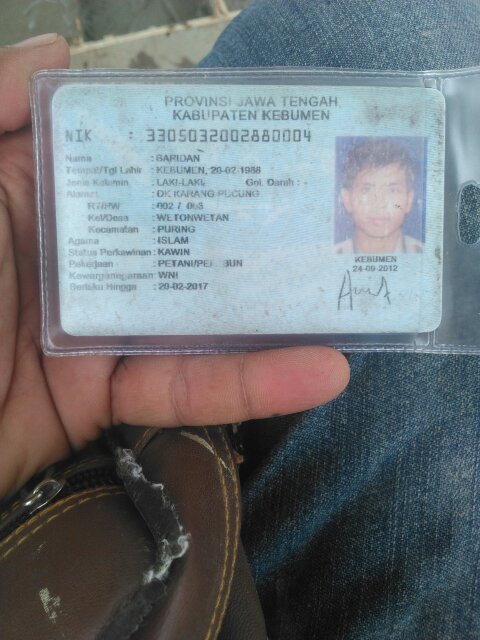 PROVINSI JAWA TENGAH
KABUPATEN KEBUMEN
NIK : 3305032002880004
Nama : BARIDAN
Tempat/Tgl Lahir : KEBUMEN, 20-02-1988
Jenis Kelamin : LAKI-LAKI Gol. Darah : -
Alamat : DK KARANG PUCUNG
RT/RW : 002 / 003
Kel/Desa : WETONWETAN
Kecamatan : PURING
Agama : ISLAM
Status Perkawinan : KAWIN
Pekerjaan : PETANI/PEKEBUN
Kewarganegaraan : WNI
Berlaku Hingga : 20-02-2017
KEBUMEN
24-09-2012